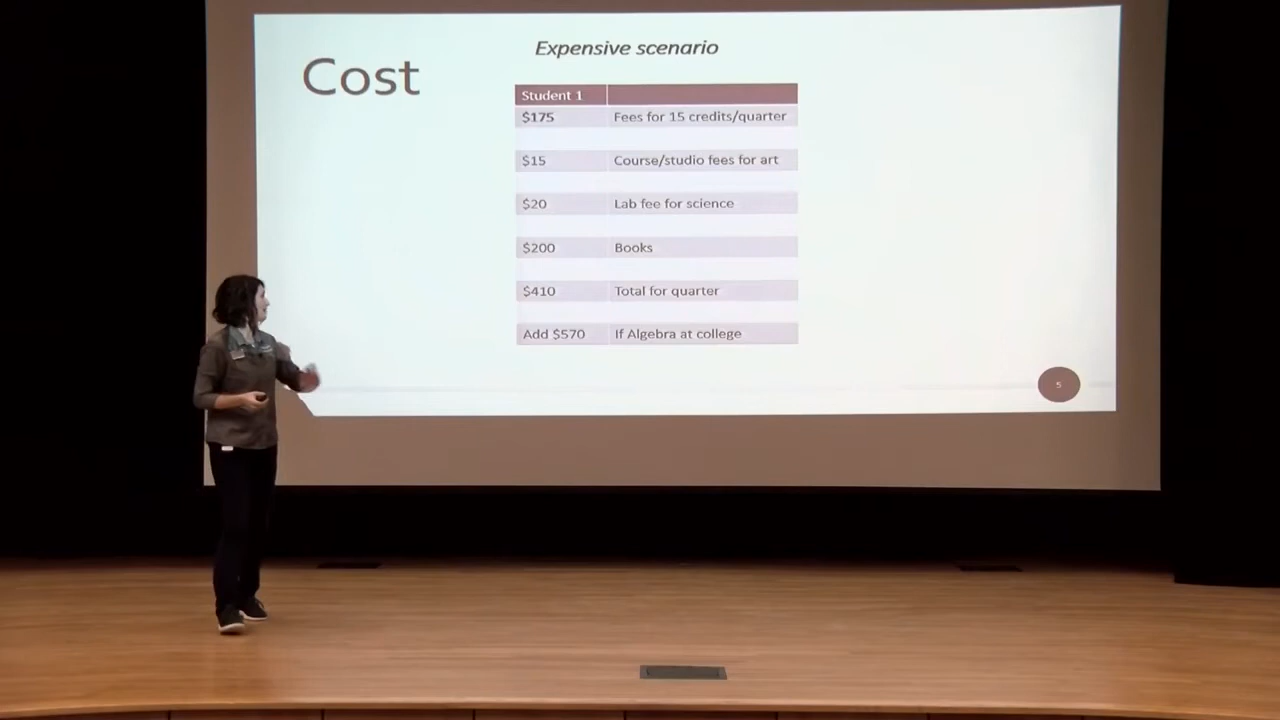 Cost
Expensive scenario
Student 1
$175 Fees for 15 credits/quarter
$15 Course/studio fees for art
$20 Lab fee for science
$200 Books
$410 Total for quarter
Add $570 If Algebra at college
5